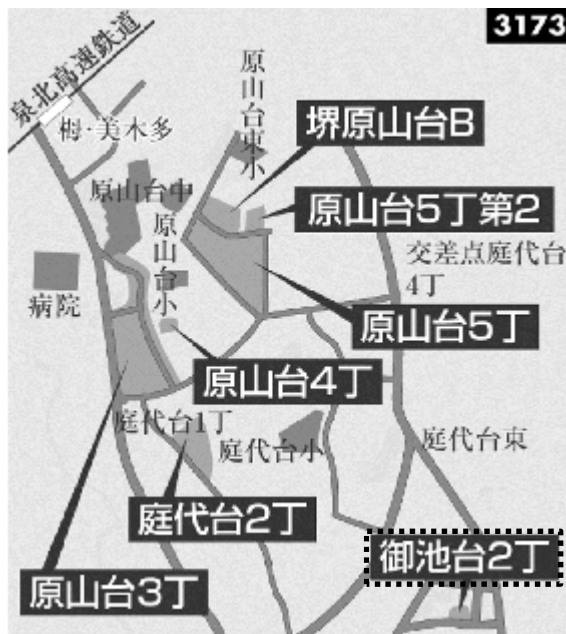 3173
泉北高速鉄道
栂・美木多
原山台東小
堺原山台B
原山台中
原山台5丁第2
原山台小
交差点庭代台
4丁
病院
原山台5丁
原山台4丁
庭代台1丁
庭代台小
庭代台東
庭代台2丁
御池台2丁
原山台3丁